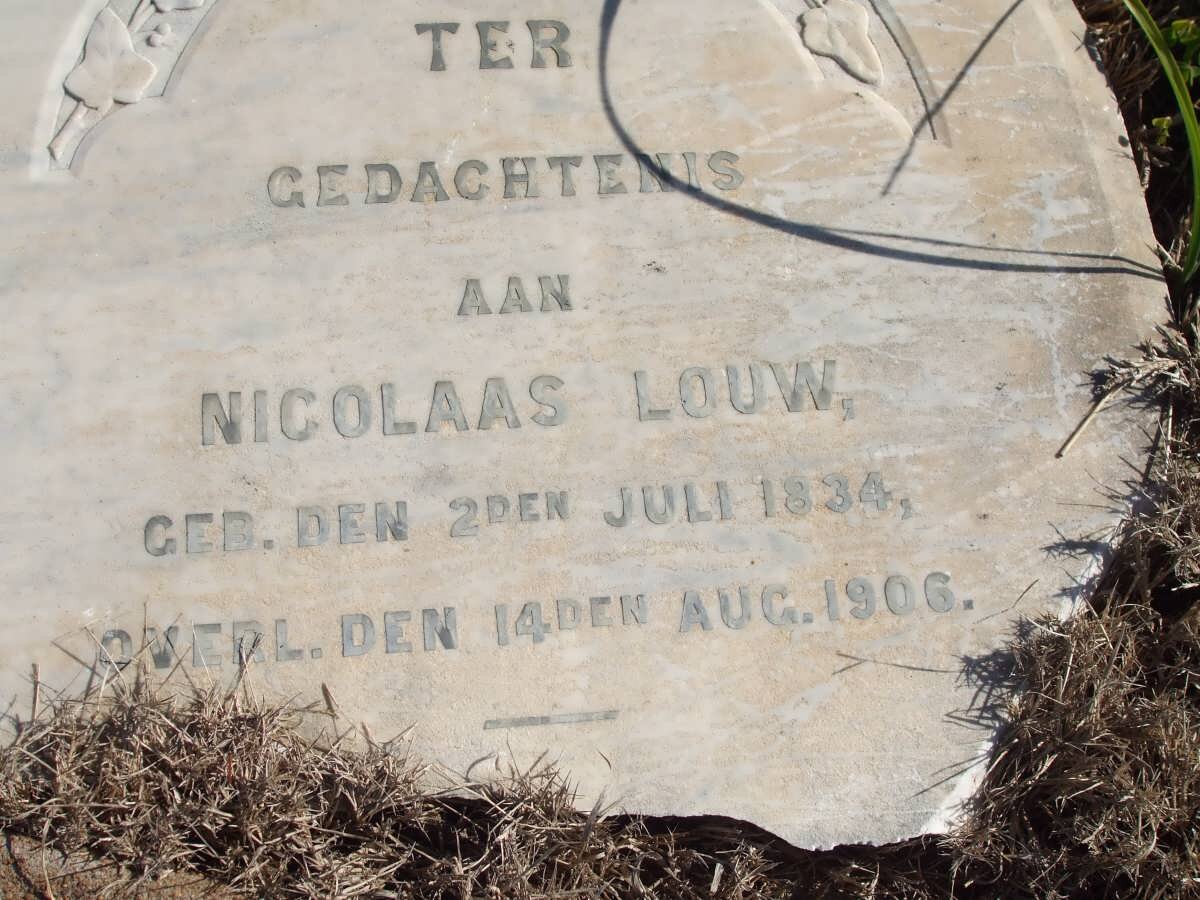 TER
GEDACHTENIS
AAN
NICOLAAS LOUW,
GEB. DEN 2DEN JULI 1834,
OVERL. DEN 14DEN AUG. 1906.